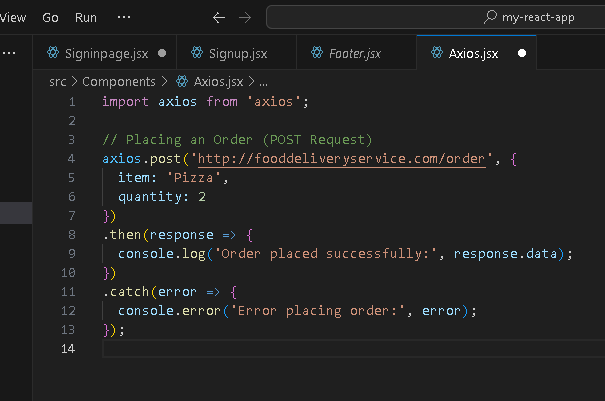 View Go Run ··· my-react-app
··· Signinpage.jsx Signup.jsx Footer.jsx Axios.jsx
src > Components > Axios.jsx > ...
1 import axios from 'axios';
2
3 // Placing an Order (POST Request)
4 axios.post('http://fooddeliveryservice.com/order', {
5 item: 'Pizza',
6 quantity: 2
7 })
8 .then(response => {
9 console.log('Order placed successfully:', response.data);
10 })
11 .catch(error => {
12 console.error('Error placing order:', error);
13 });
14